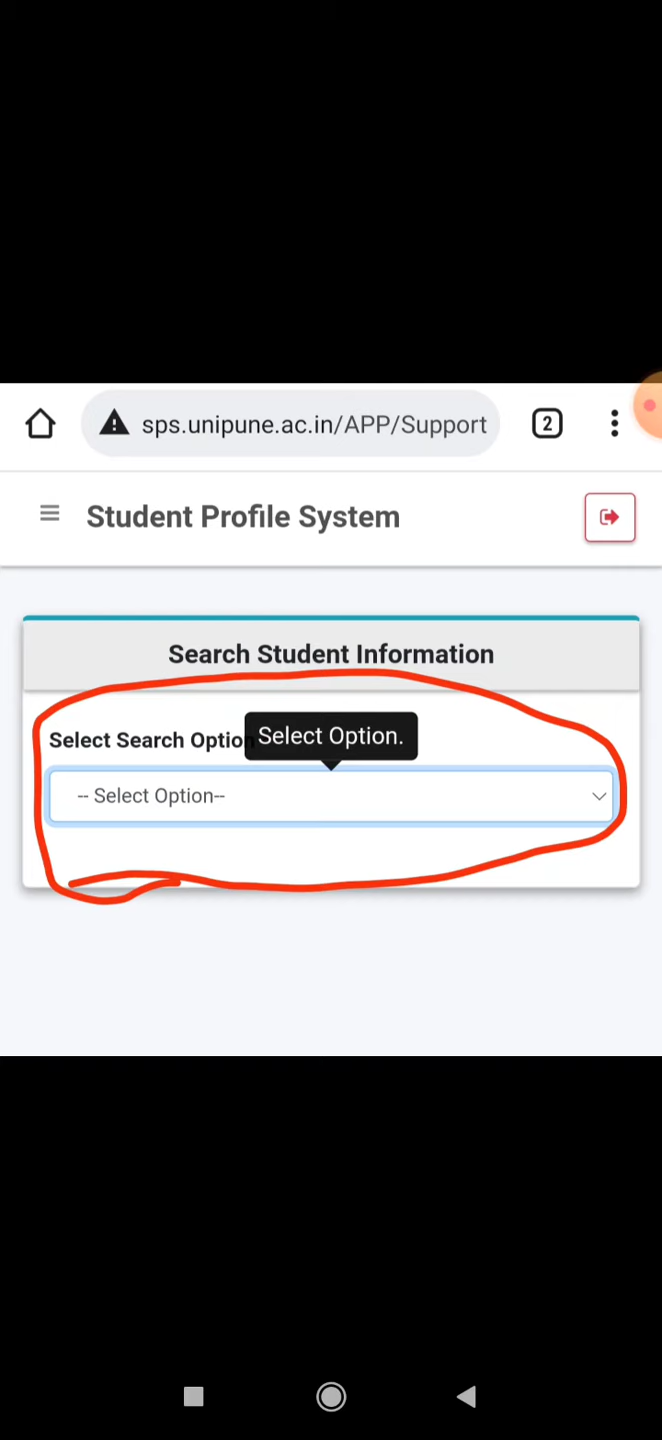 2
sps.unipune.ac.in/APP/Support
Student Profile System
Search Student Information
Select Search Optio
Select Option.
-- Select Option--